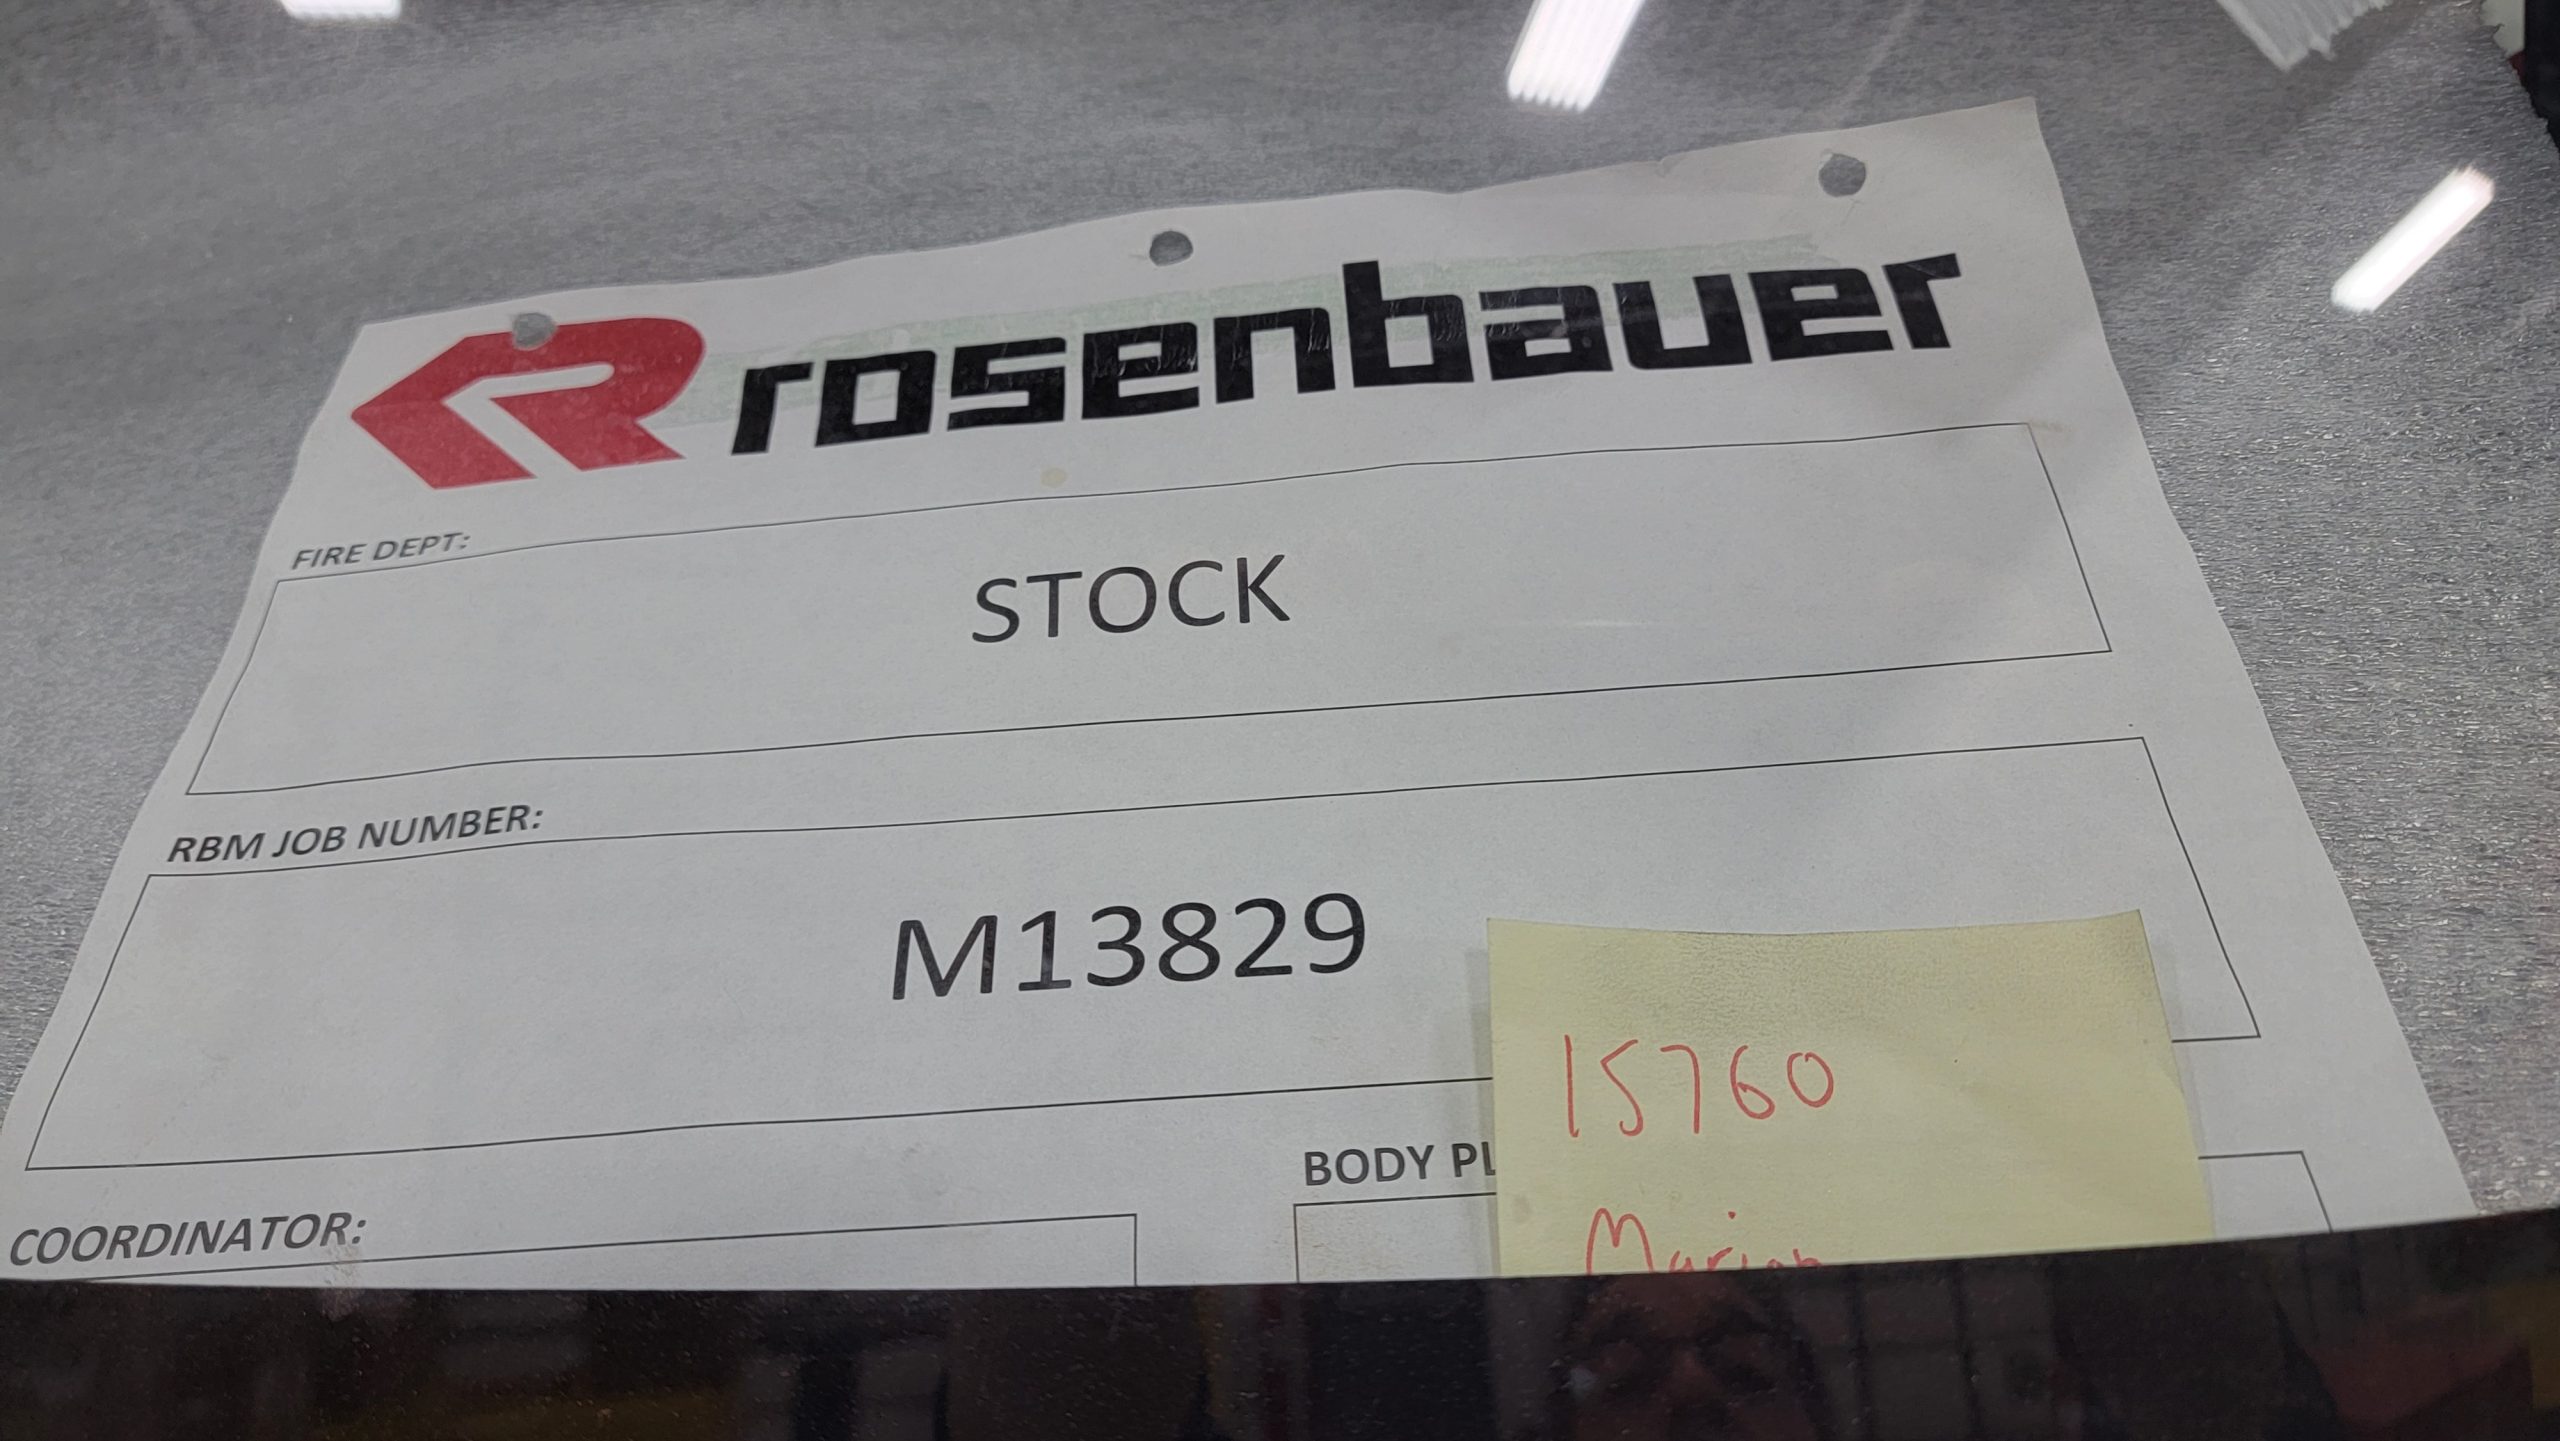 rosenbauer
FIRE DEPT:
STOCK
RBM JOB NUMBER:
M13829
15760
BODY PL
COORDINATOR: